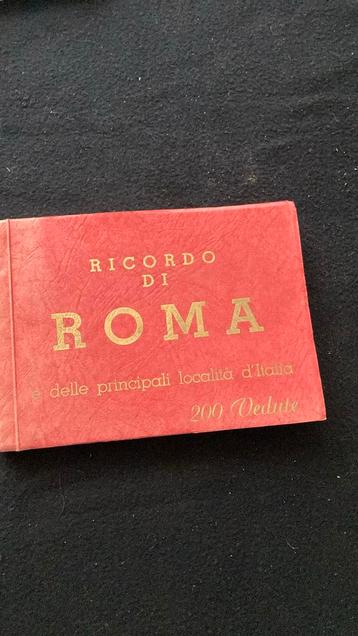 RICORDO
DI
ROMA
e delle principali località d'Italia
200 Vedute